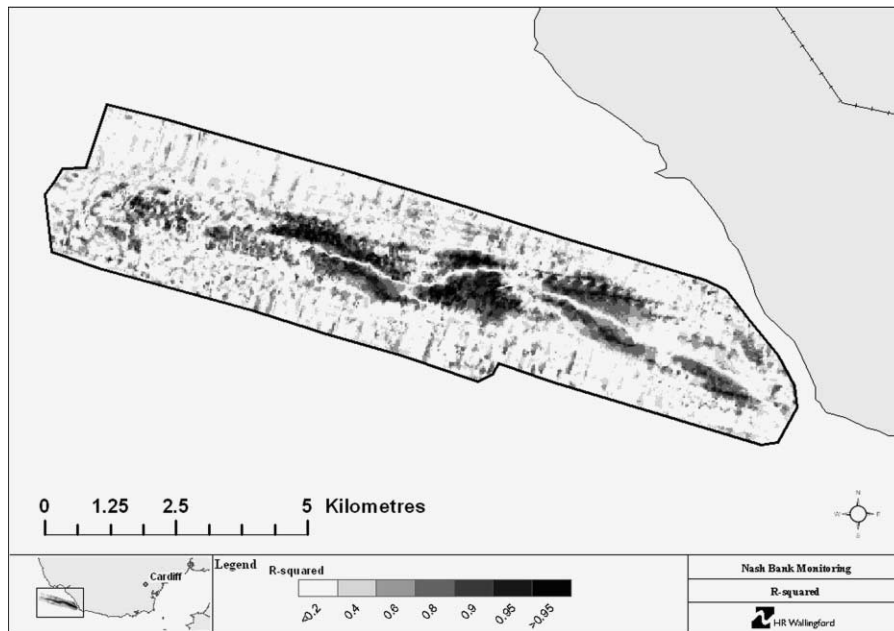 0 1.25 2.5 5 Kilometres
N
W E
S
Cardiff
Legend
R-squared
<0.2 0.4 0.6 0.8 0.9 0.95 >0.95
Nash Bank Monitoring
R-squared
HR Wallingford